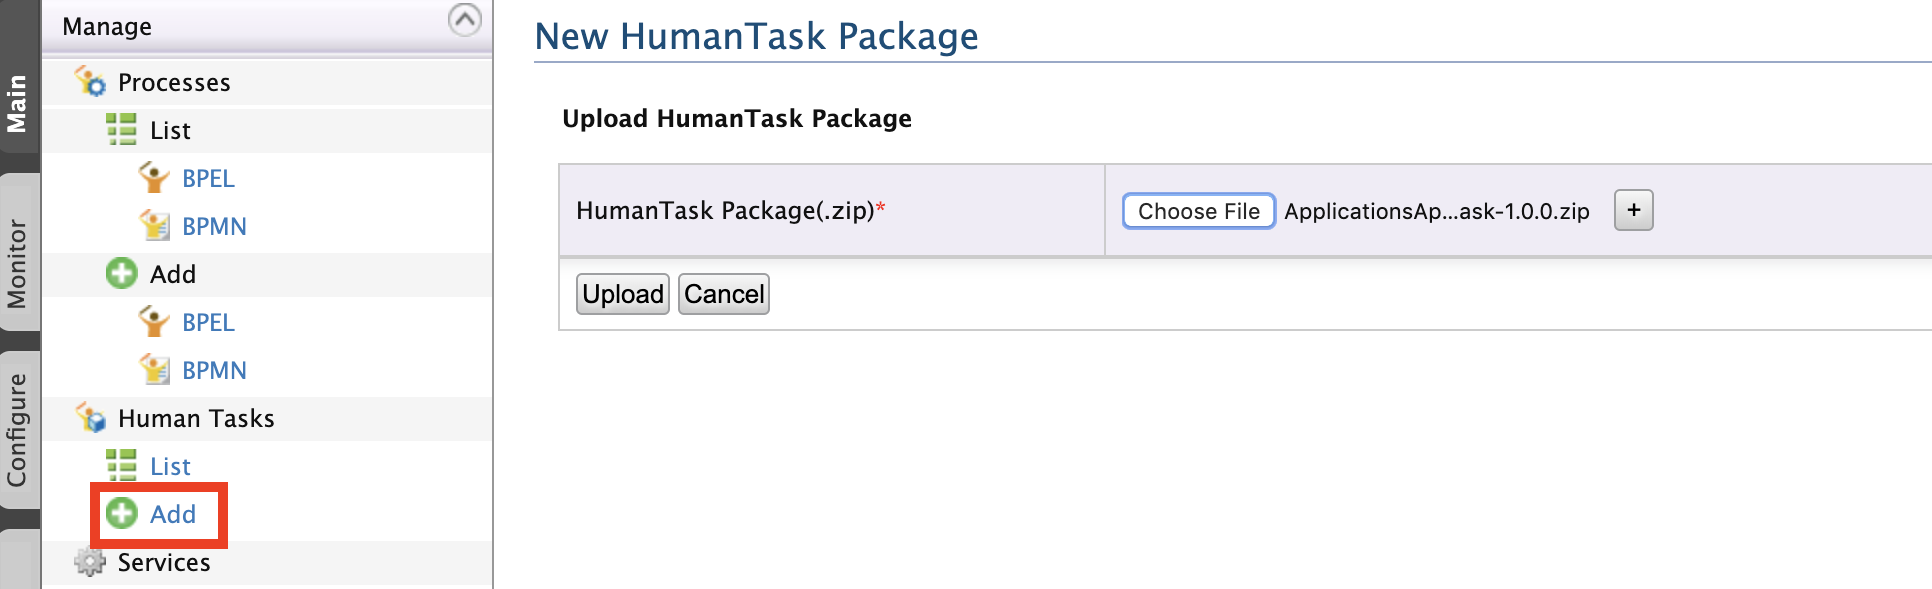 Main
Monitor
Configure
Manage
Processes
List
BPEL
BPMN
Add
BPEL
BPMN
Human Tasks
List
Add
Services
New HumanTask Package
Upload HumanTask Package
HumanTask Package(.zip)*
Choose File ApplicationsAp...ask-1.0.0.zip +
Upload Cancel